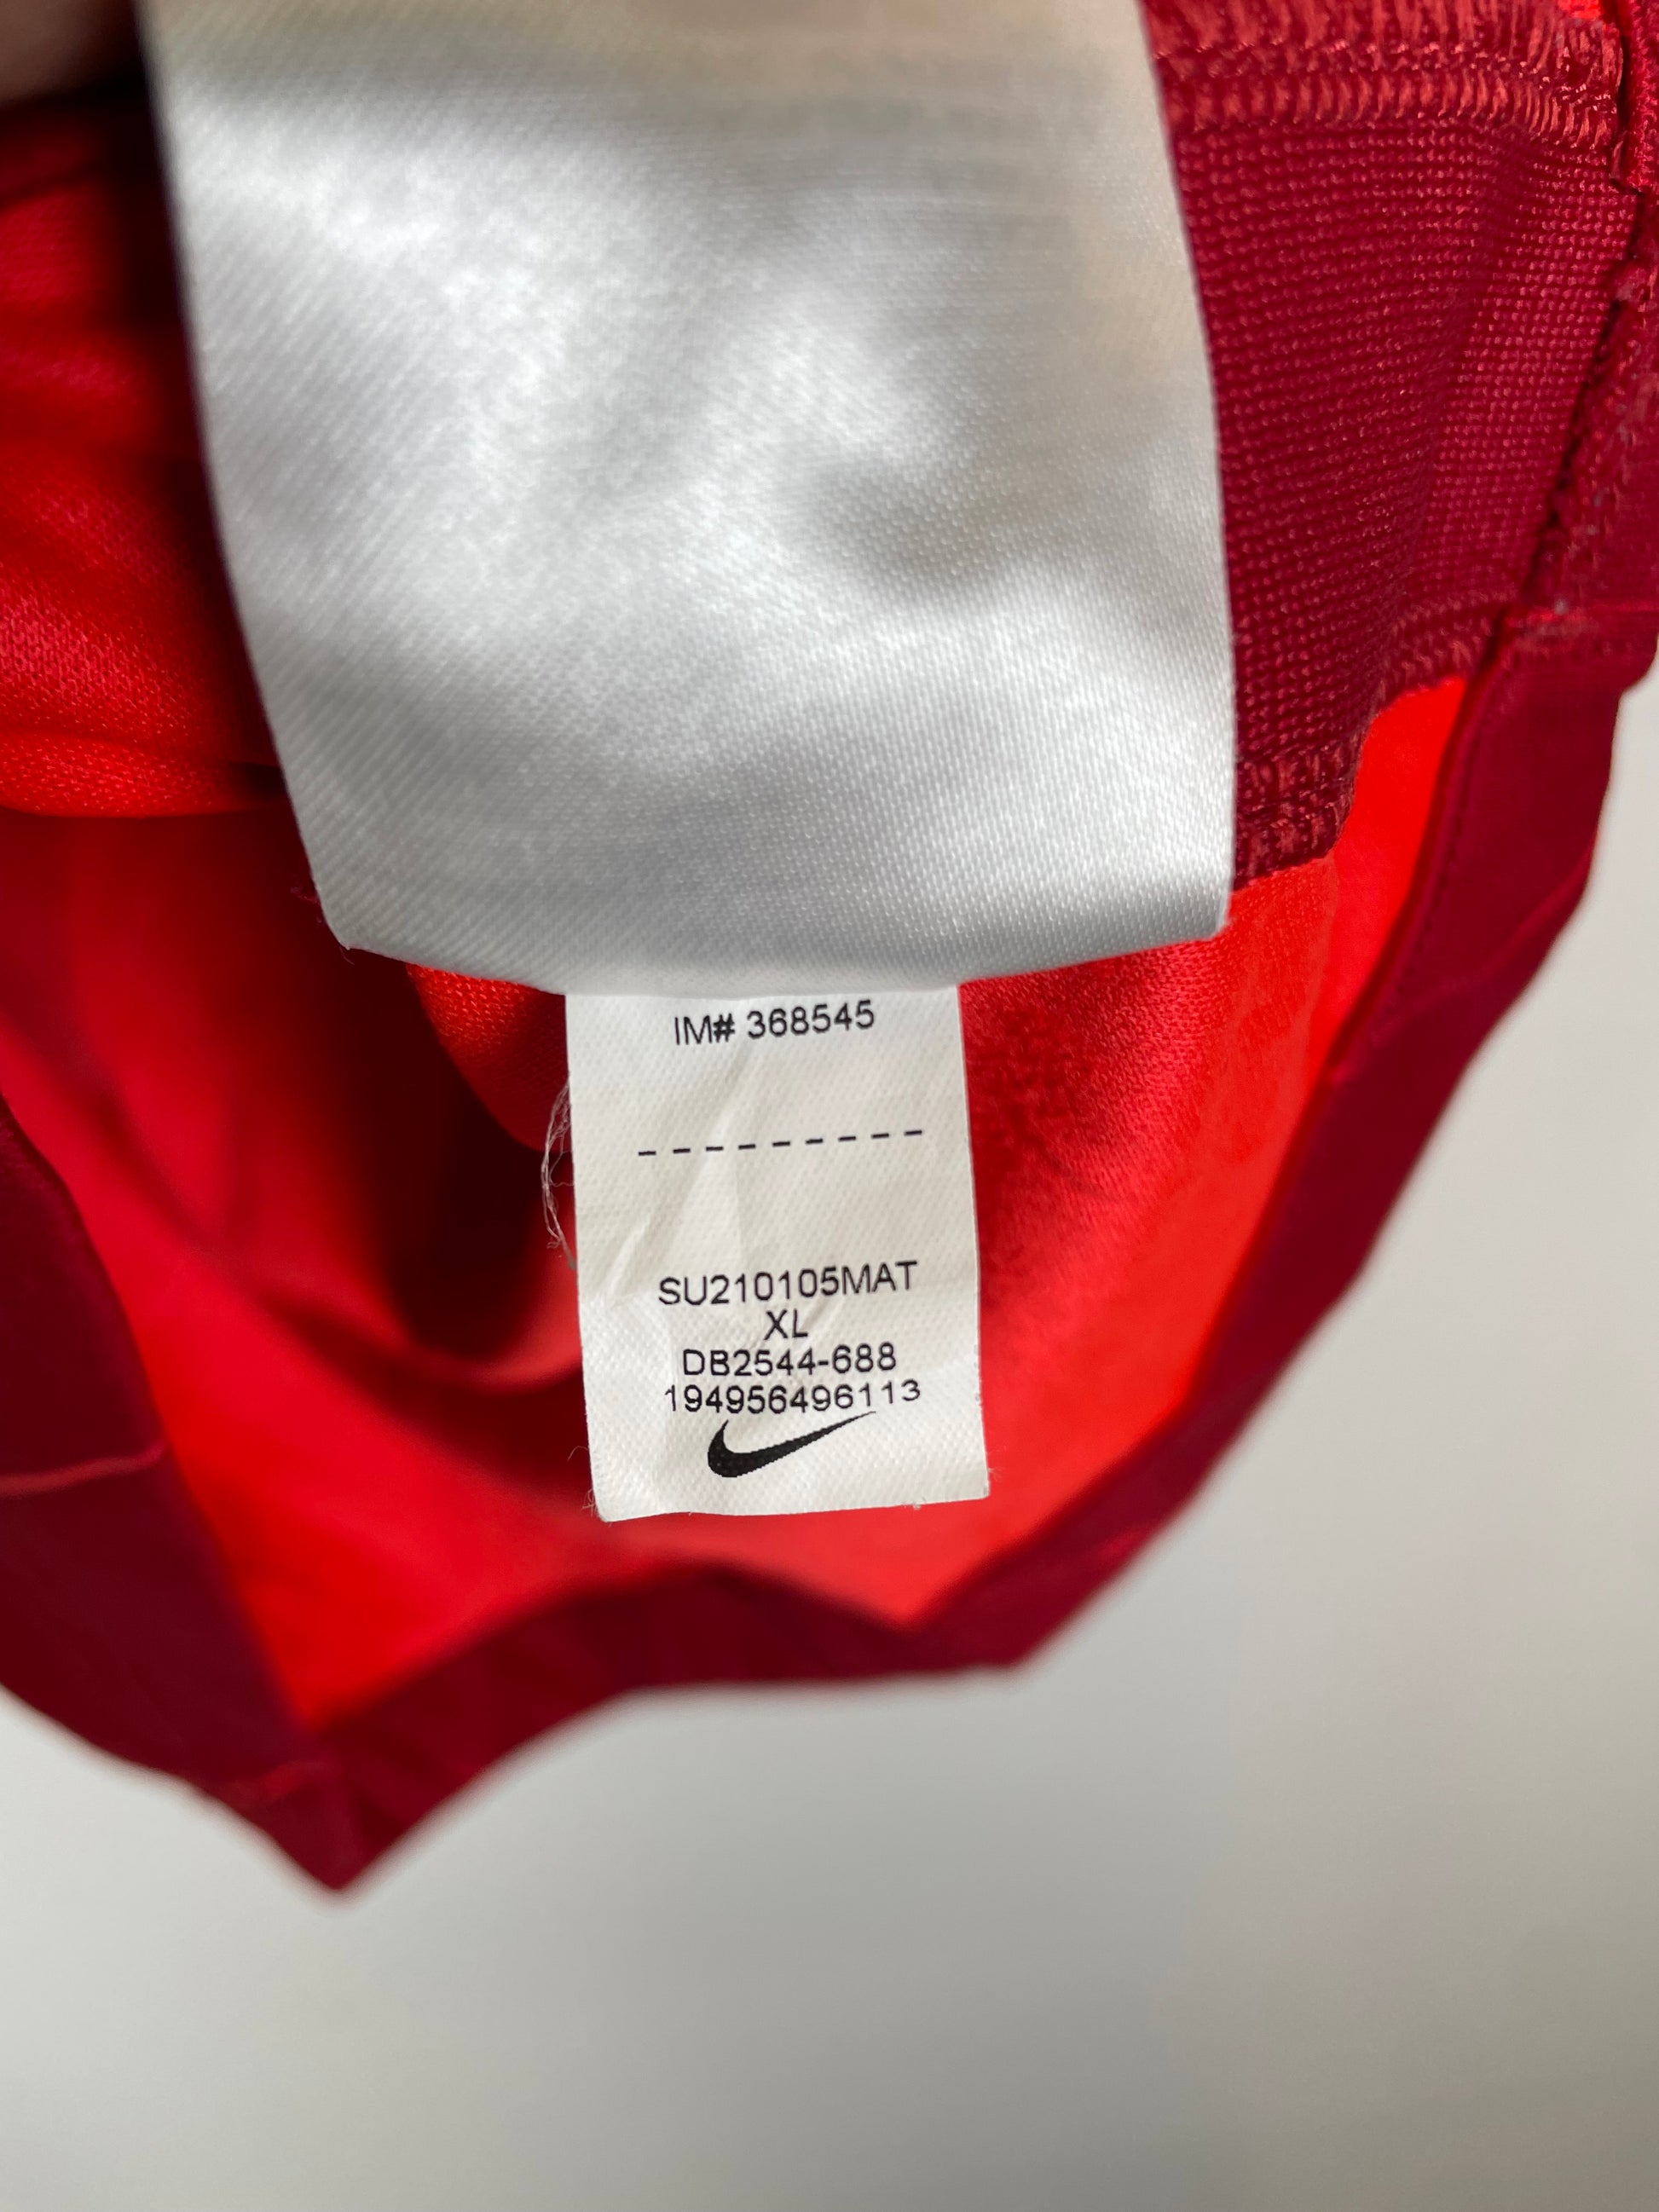 IM# 368545
---------
SU210105MAT
XL
DB2544-688
194956496113